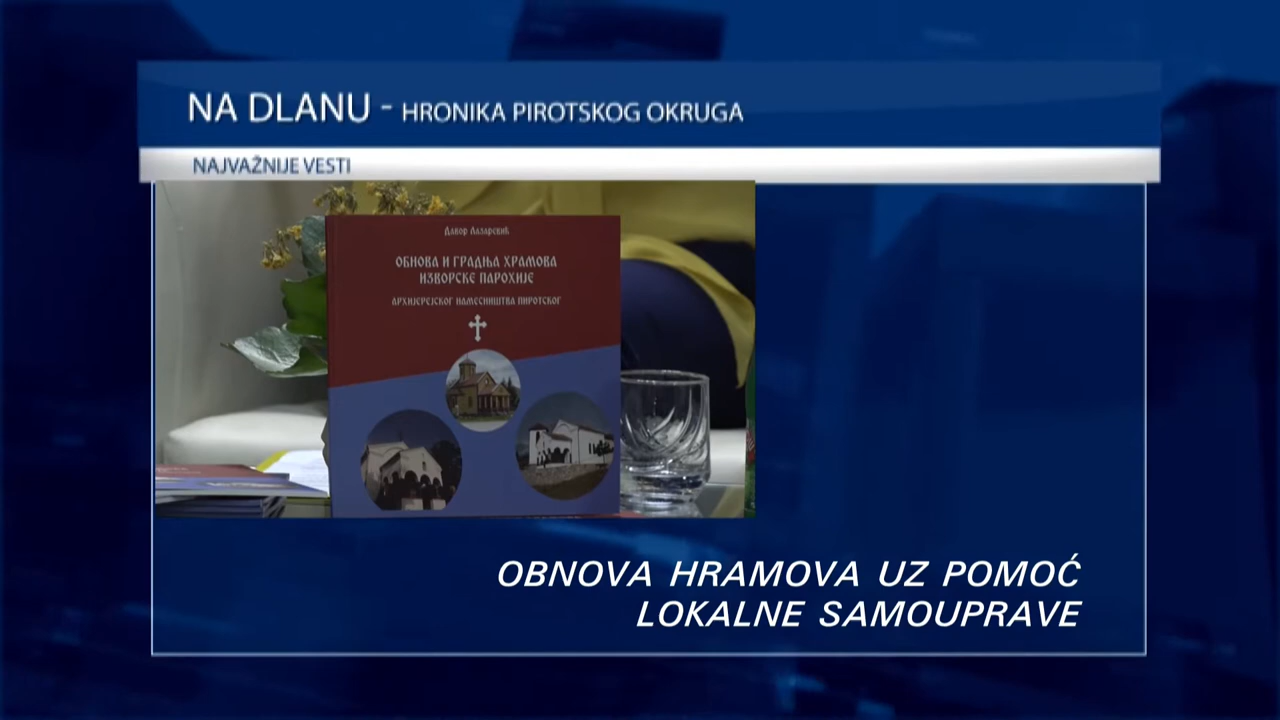 NA DLANU - HRONIKA PIROTSKOG OKRUGA
NAJVAŽNIJE VESTI
Давор Лазаревић
ОБНОВА И ГРАДЊА ХРАМОВА
ИЗВОРСКЕ ПАРОХИЈЕ
АРХИЈЕРЕЈСКОГ НАМЕСНИШТВА ПИРОТСКОГ
OBNOVA HRAMOVA UZ POMOĆ
LOKALNE SAMOUPRAVE